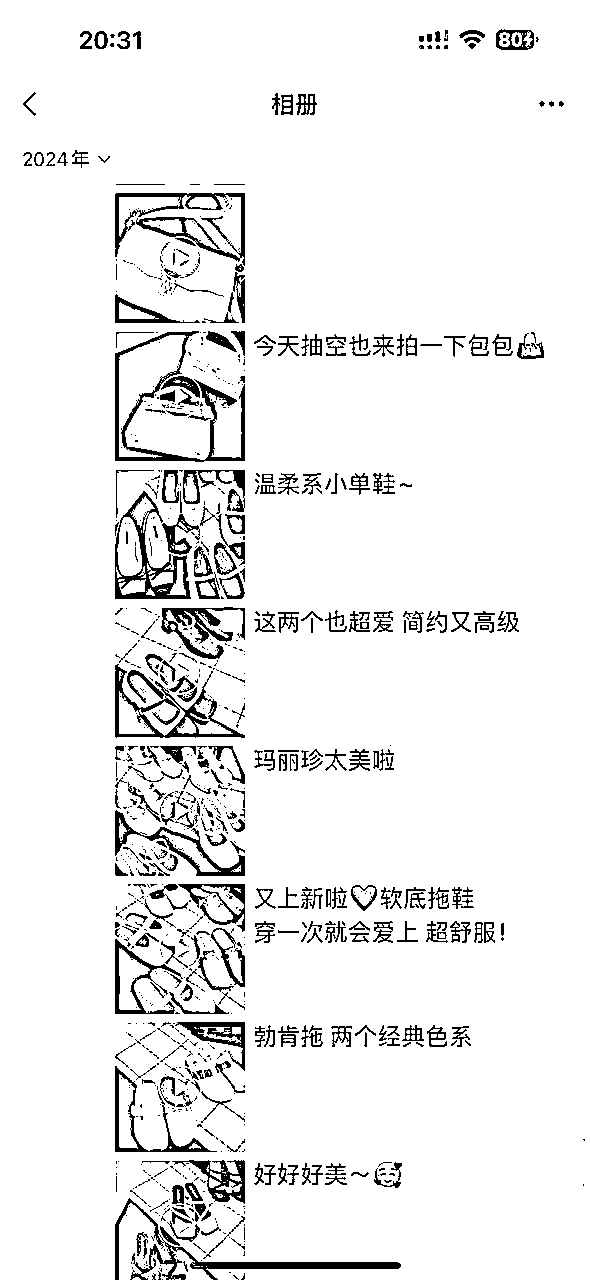 20:31
80
相册
2024年
今天抽空也来拍一下包包👜
温柔系小单鞋~
这两个也超爱 简约又高级
玛丽珍太美啦
又上新啦♡软底拖鞋
穿一次就会爱上 超舒服!
勃肯拖 两个经典色系
好好好美～🥰